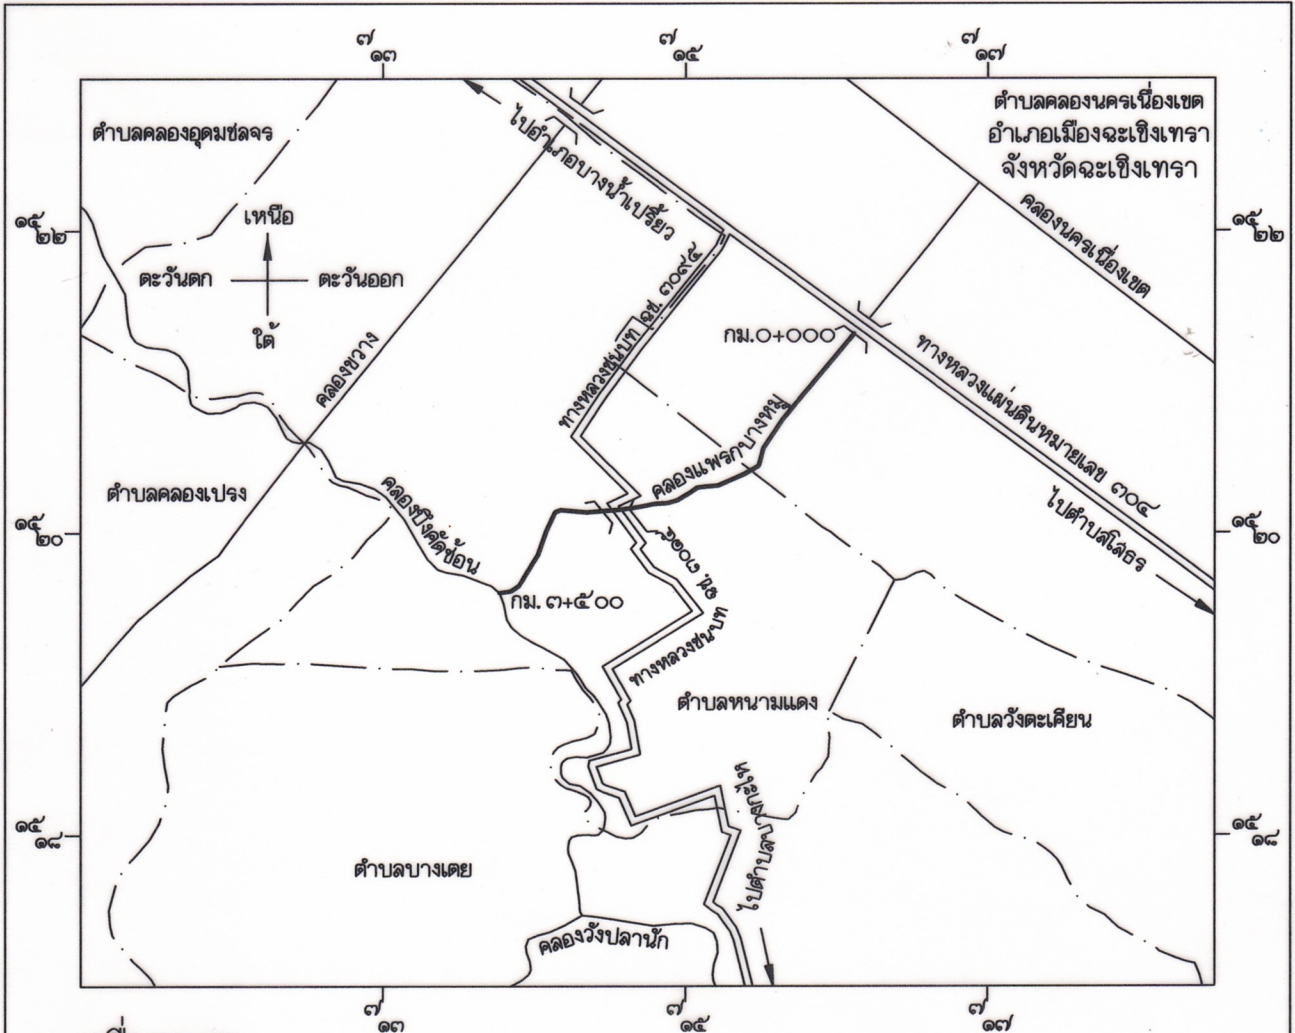 ๗ ๑๓
๗ ๑๕
๗ ๑๗
ตำบลคลองนครเนื่องเขต
อำเภอเมืองฉะเชิงเทรา
จังหวัดฉะเชิงเทรา
ตำบลคลองอุดมชลจร
ไปอำเภอบางน้ำเปรี้ยว
คลองนครเนื่องเขต
เหนือ
ตะวันตก
ตะวันออก
ใต้
๑๕ ๒๒
๑๕ ๒๒
ทางหลวงชนบท ฉช. ๓๐๙๕
กม.๐+๐๐๐
คลองขวาง
ทางหลวงแผ่นดินหมายเลข ๓๐๔
คลองแพรกบางหมู
ตำบลคลองเปรง
คลองบึงคัดช้อน
ไปตำบลโสธร
๑๕ ๒๐
๑๕ ๒๐
กม. ๓+๕๐๐
ทางหลวงชนบท
ตำบลหนามแดง
ตำบลวังตะเคียน
๑๕ ๑๘
๑๕ ๑๘
ตำบลบางเตย
คลองวังปลานัก
๗ ๑๓
๗ ๑๕
๗ ๑๗